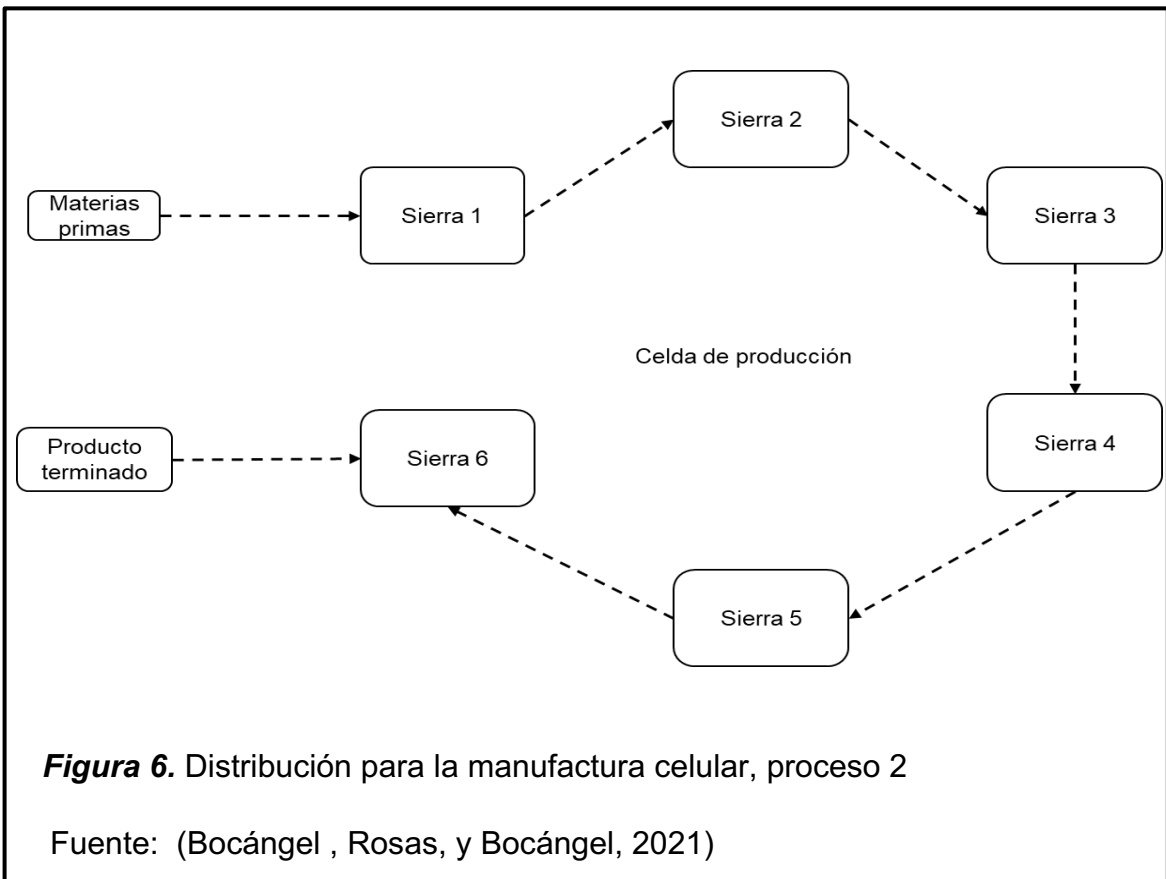 Sierra 2
Materias
primas
Sierra 1
Sierra 3
Celda de producción
Producto
terminado
Sierra 6
Sierra 4
Sierra 5
Figura 6. Distribución para la manufactura celular, proceso 2
Fuente: (Bocángel , Rosas, y Bocángel, 2021)